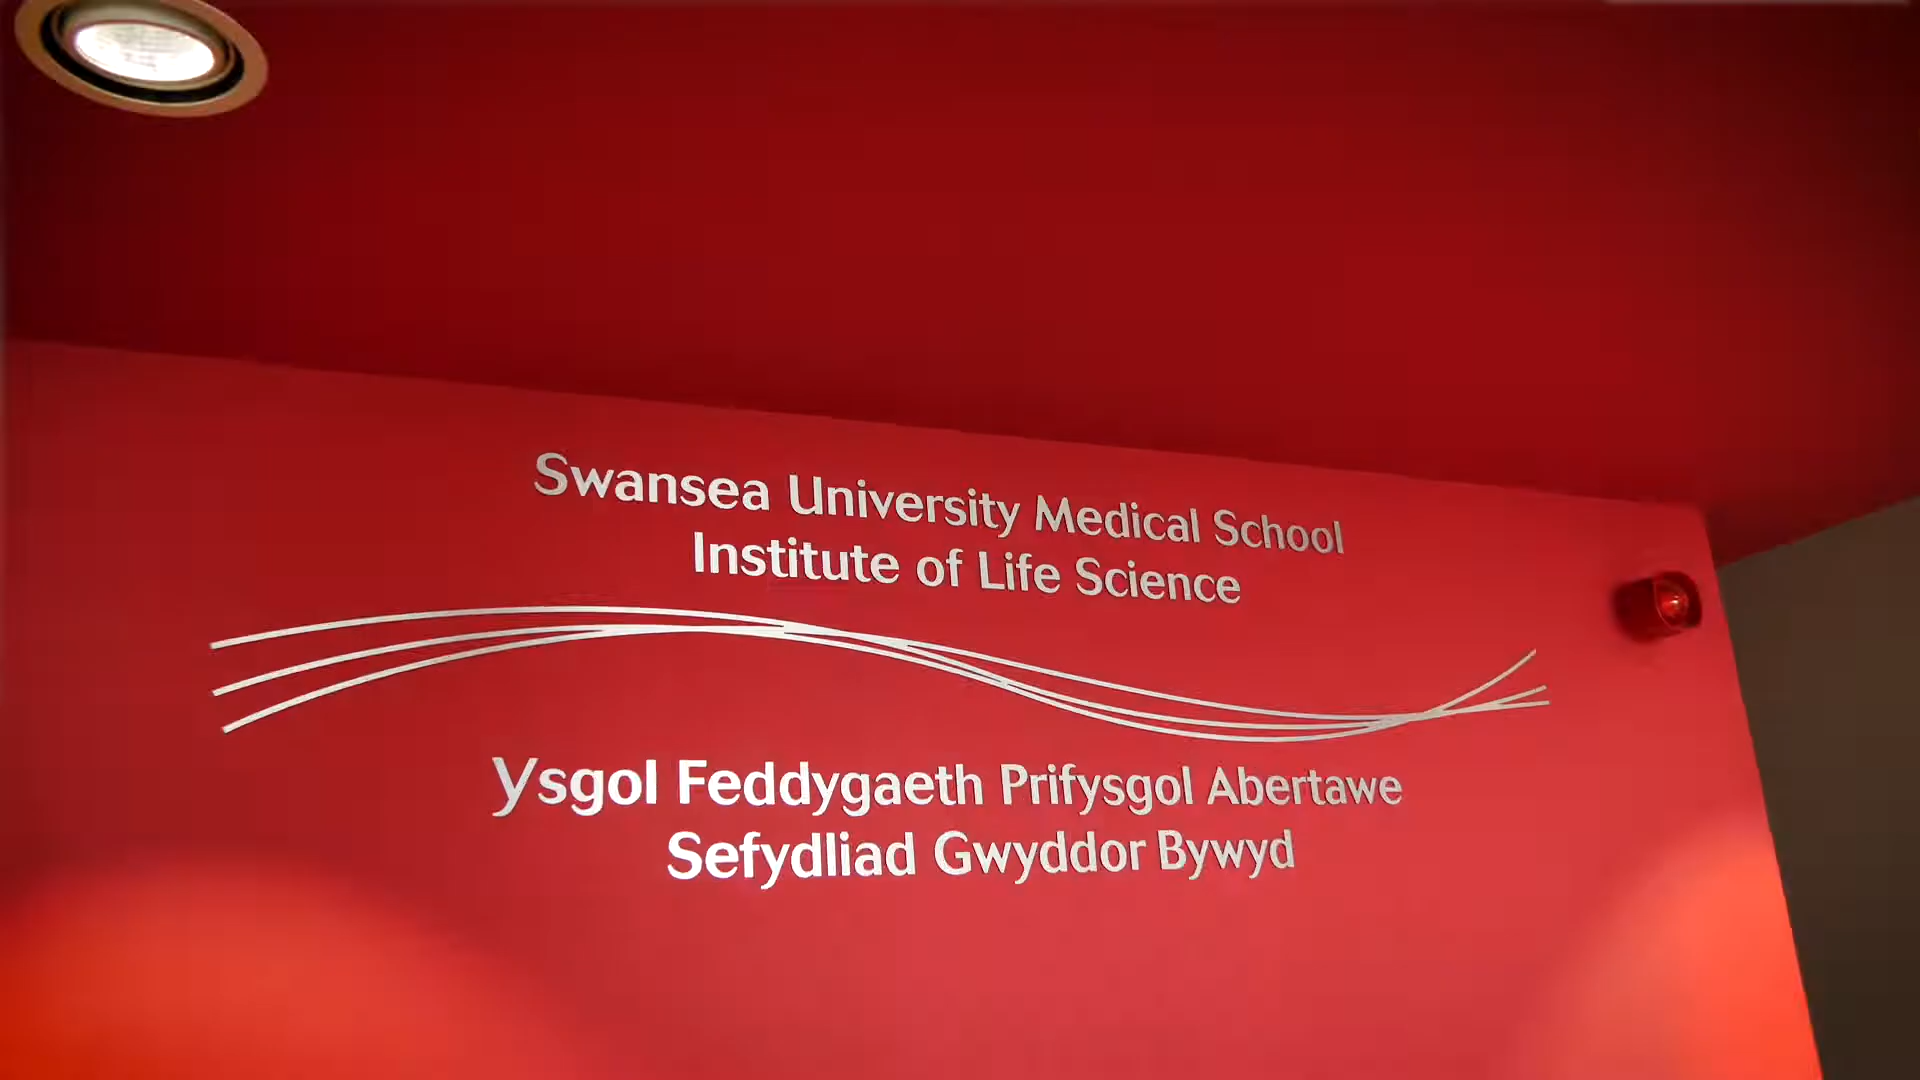 Swansea University Medical School
Institute of Life Science
Ysgol Feddygaeth Prifysgol Abertawe
Sefydliad Gwyddor Bywyd